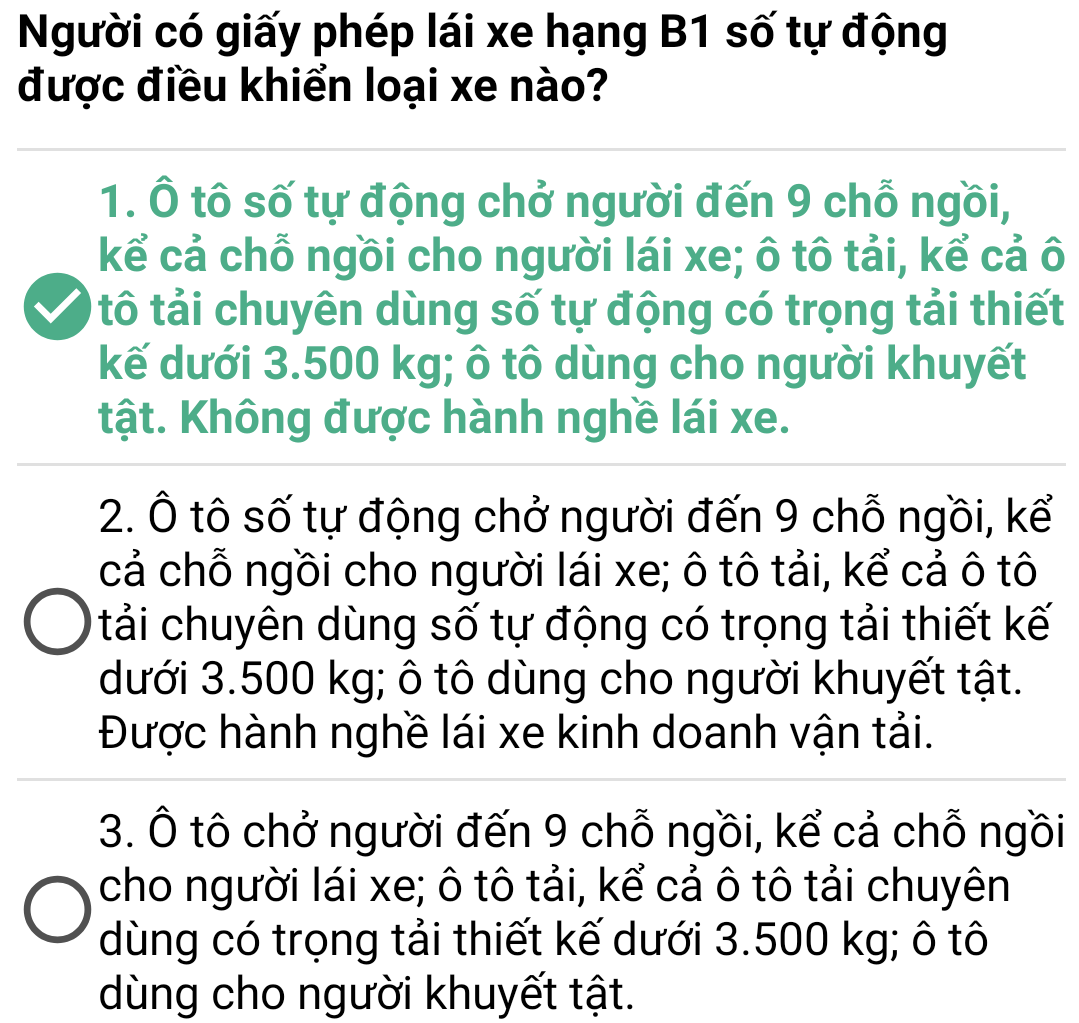 Người có giấy phép lái xe hạng B1 số tự động
được điều khiển loại xe nào?
1. Ô tô số tự động chở người đến 9 chỗ ngồi,
kể cả chỗ ngồi cho người lái xe; ô tô tải, kể cả ô
tô tải chuyên dùng số tự động có trọng tải thiết
kế dưới 3.500 kg; ô tô dùng cho người khuyết
tật. Không được hành nghề lái xe.
2. Ô tô số tự động chở người đến 9 chỗ ngồi, kể
cả chỗ ngồi cho người lái xe; ô tô tải, kể cả ô tô
tải chuyên dùng số tự động có trọng tải thiết kế
dưới 3.500 kg; ô tô dùng cho người khuyết tật.
Được hành nghề lái xe kinh doanh vận tải.
3. Ô tô chở người đến 9 chỗ ngồi, kể cả chỗ ngồi
cho người lái xe; ô tô tải, kể cả ô tô tải chuyên
dùng có trọng tải thiết kế dưới 3.500 kg; ô tô
dùng cho người khuyết tật.